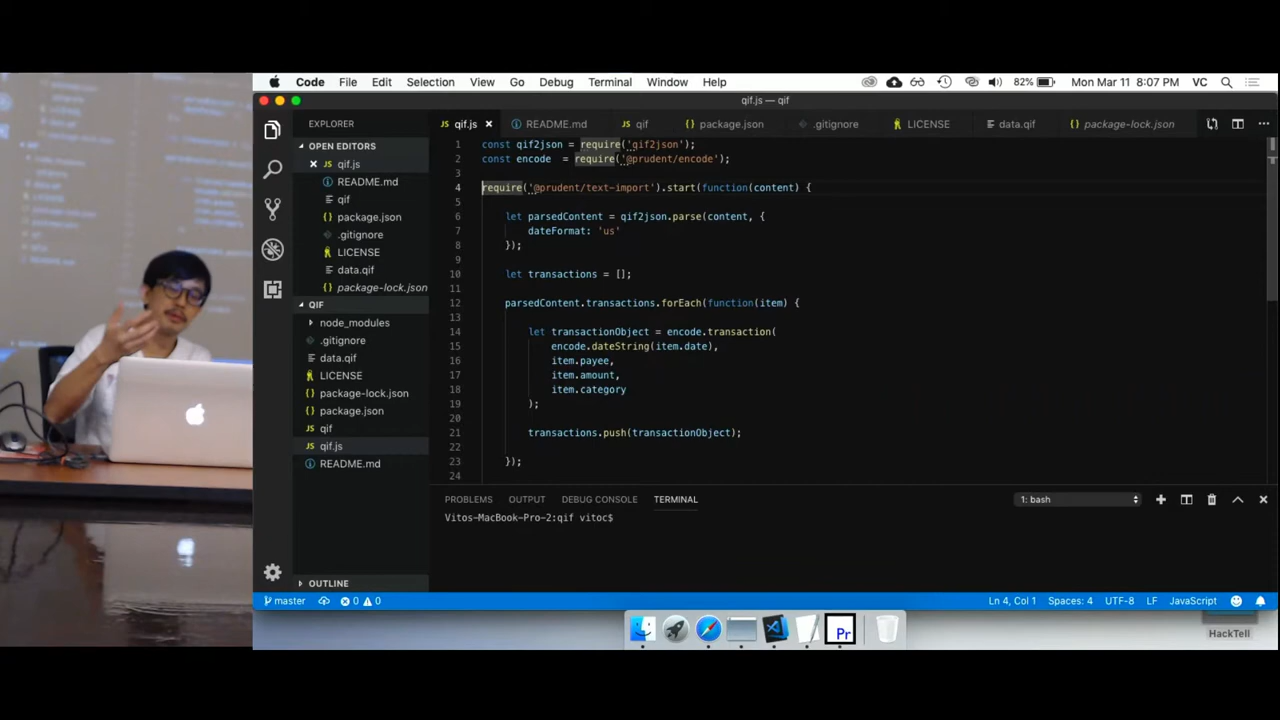 Code File Edit Selection View Go Debug Terminal Window Help 82% Mon Mar 11 8:07 PM VC
qif.js — qif
EXPLORER
OPEN EDITORS
qif.js
README.md
JS qif
{} package.json
.gitignore
LICENSE
data.qif
{} package-lock.json
QIF
node_modules
.gitignore
data.qif
LICENSE
{} package-lock.json
{} package.json
JS qif
JS qif.js
README.md
OUTLINE
JS qif.js README.md JS qif {} package.json .gitignore LICENSE data.qif {} package-lock.json
1 const qif2json = require('qif2json');
2 const encode = require('@prudent/encode');
3
4 require('@prudent/text-import').start(function(content) {
5
6 let parsedContent = qif2json.parse(content, {
7 dateFormat: 'us'
8 });
9
10 let transactions = [];
11
12 parsedContent.transactions.forEach(function(item) {
13
14 let transactionObject = encode.transaction(
15 encode.dateString(item.date),
16 item.payee,
17 item.amount,
18 item.category
19 );
20
21 transactions.push(transactionObject);
22
23 });
24
PROBLEMS OUTPUT DEBUG CONSOLE TERMINAL 1: bash
Vitos-MacBook-Pro-2:qif vitoc$
master 0 0 Ln 4, Col 1 Spaces: 4 UTF-8 LF JavaScript
Pr
HackTell